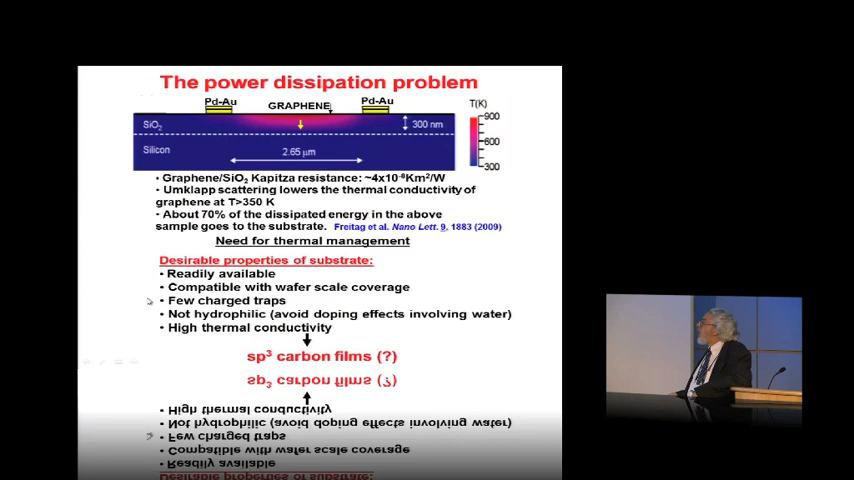 The power dissipation problem
Pd-Au
GRAPHENE
Pd-Au
T(K)
900
600
300
SiO2
300 nm
Silicon
2.65 μm
• Graphene/SiO2 Kapitza resistance: ~4x10⁻⁸Km²/W
• Umklapp scattering lowers the thermal conductivity of
graphene at T>350 K
• About 70% of the dissipated energy in the above
sample goes to the substrate. Freitag et al. Nano Lett. 9, 1883 (2009)
Need for thermal management
Desirable properties of substrate:
• Readily available
• Compatible with wafer scale coverage
• Few charged traps
• Not hydrophilic (avoid doping effects involving water)
• High thermal conductivity
sp³ carbon films (?)
sp³ carbon films (?)
• High thermal conductivity
• Not hydrophilic (avoid doping effects involving water)
• Few charged traps
• Compatible with wafer scale coverage
• Readily available
Desirable properties of substrate: